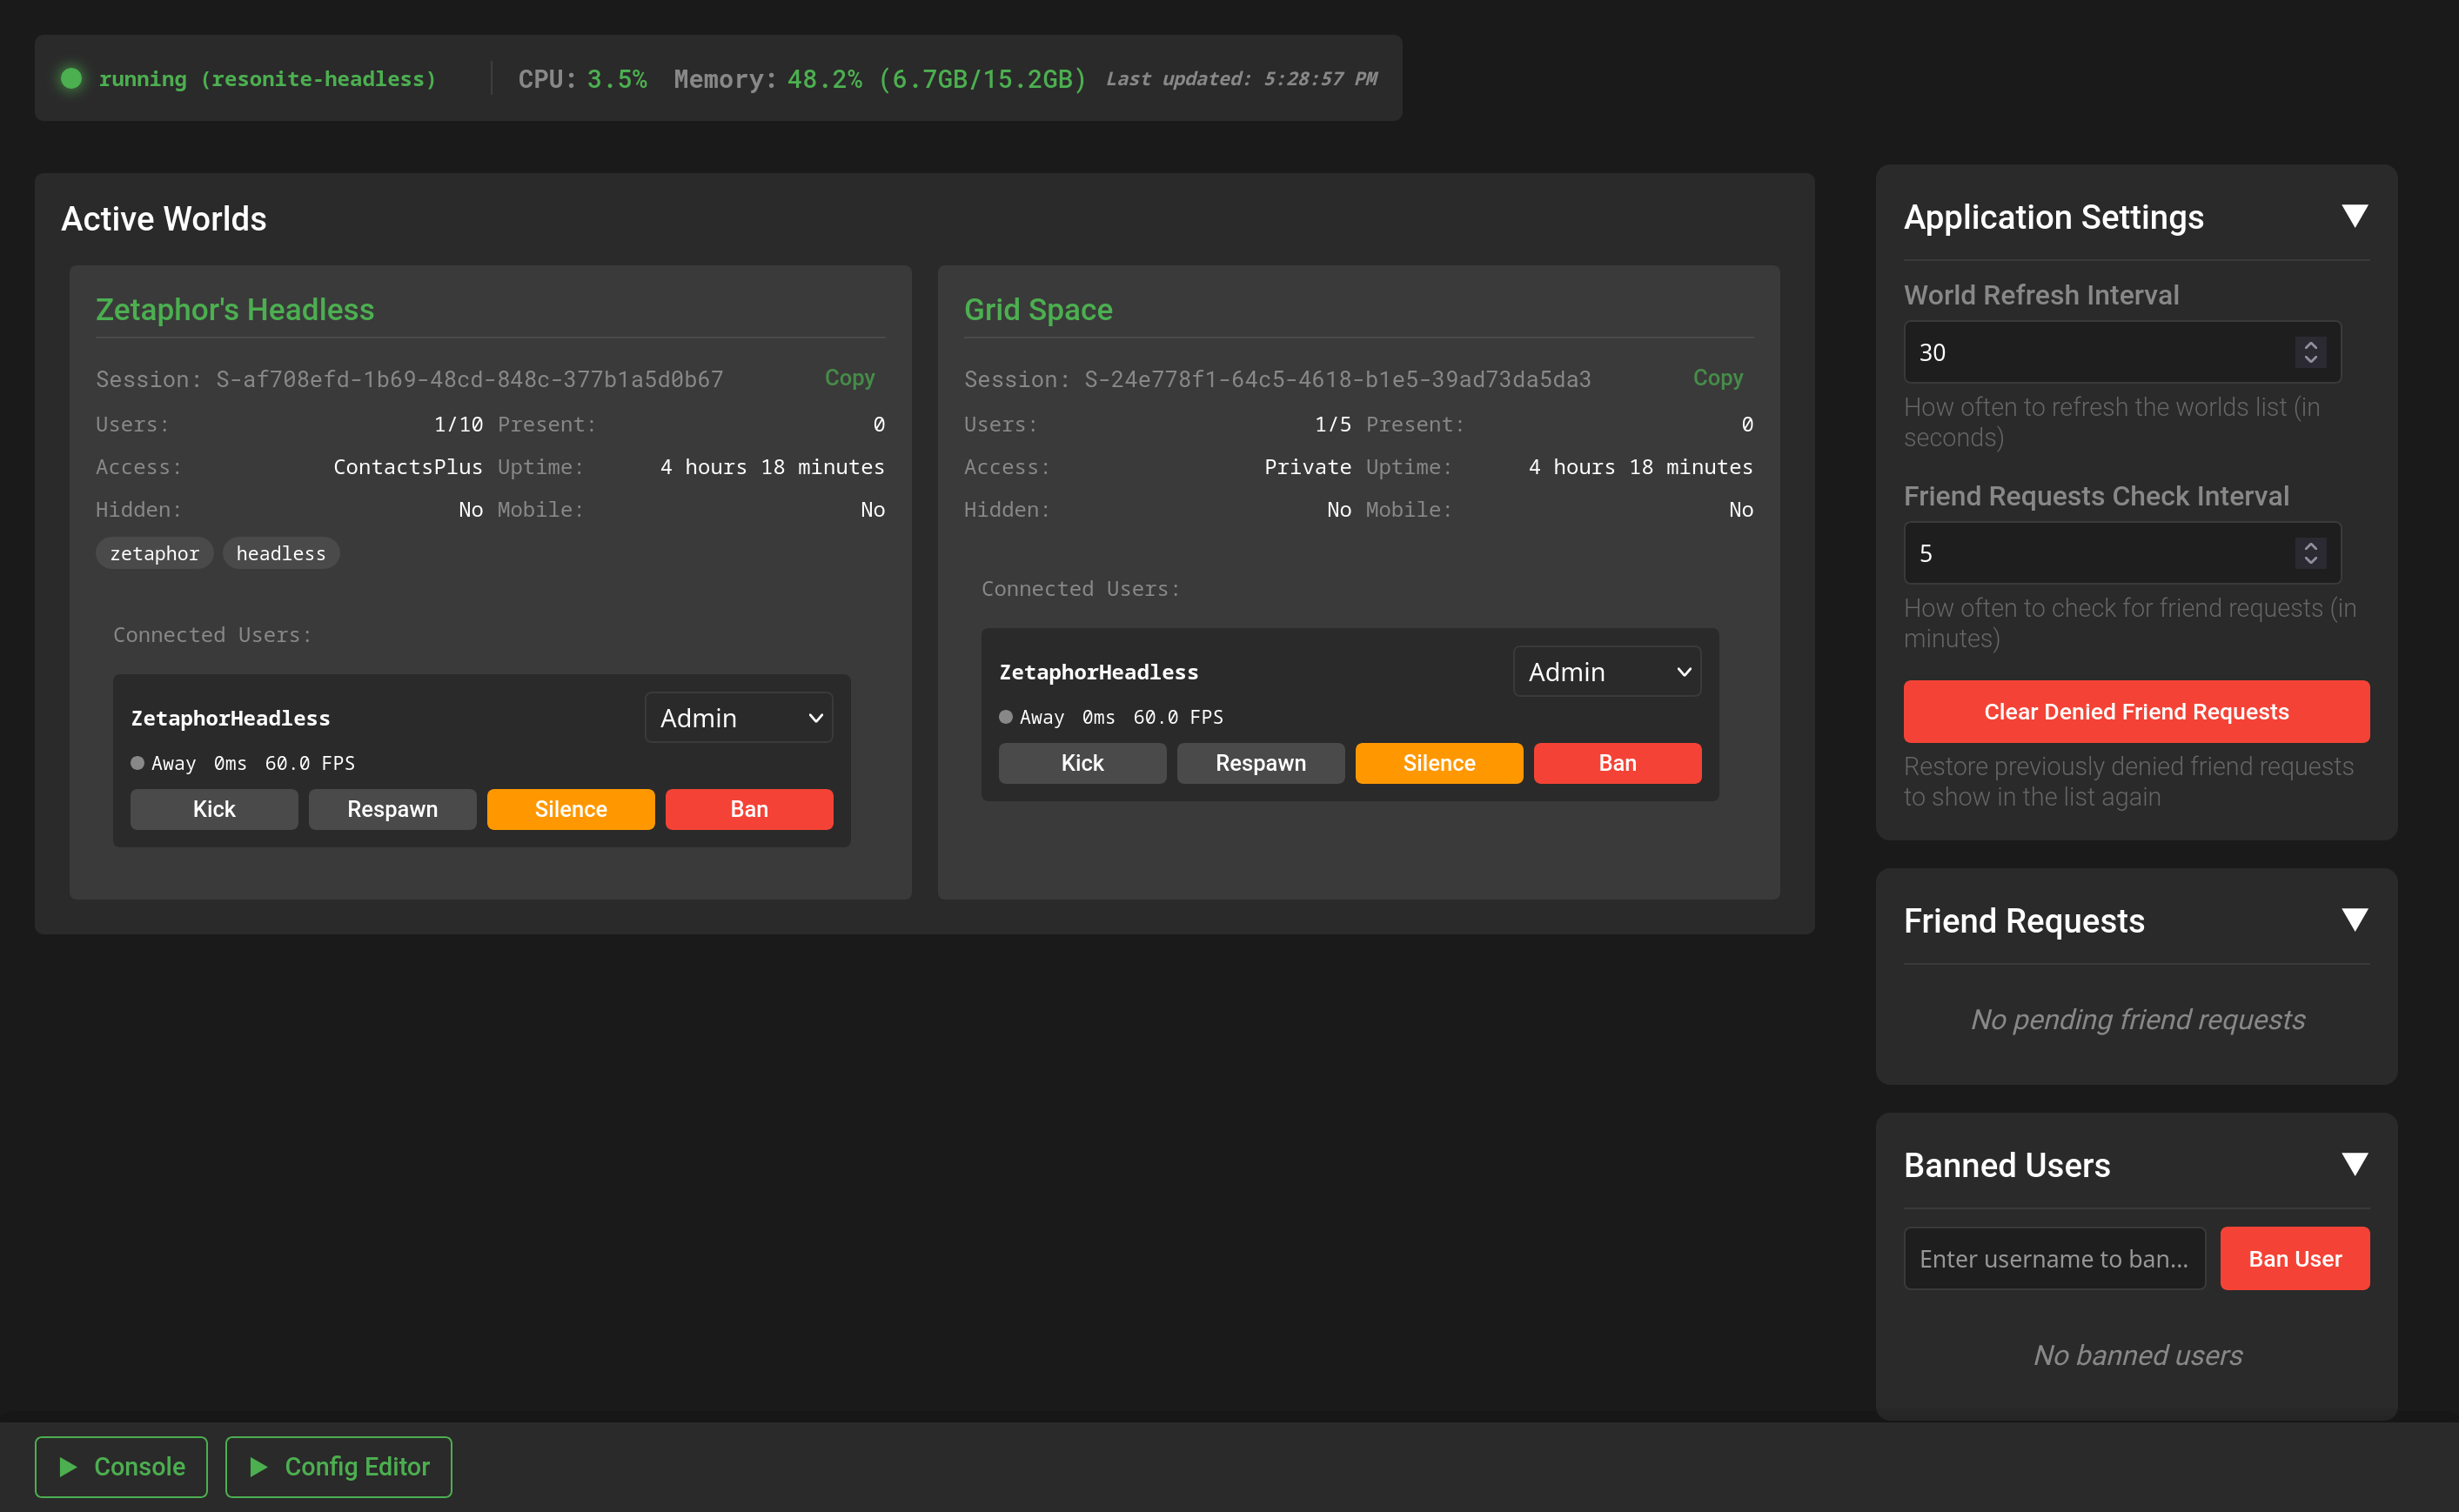 running (resonite-headless) CPU: 3.5% Memory: 48.2% (6.7GB/15.2GB) Last updated: 5:28:57 PM
Active Worlds
Zetaphor's Headless
Session: S-af708efd-1b69-48cd-848c-377b1a5d0b67 Copy
Users: 1/10 Present: 0
Access: ContactsPlus Uptime: 4 hours 18 minutes
Hidden: No Mobile: No
zetaphor headless
Connected Users:
ZetaphorHeadless Admin
Away 0ms 60.0 FPS
Kick Respawn Silence Ban
Grid Space
Session: S-24e778f1-64c5-4618-b1e5-39ad73da5da3 Copy
Users: 1/5 Present: 0
Access: Private Uptime: 4 hours 18 minutes
Hidden: No Mobile: No
Connected Users:
ZetaphorHeadless Admin
Away 0ms 60.0 FPS
Kick Respawn Silence Ban
Application Settings
World Refresh Interval
30
How often to refresh the worlds list (in
seconds)
Friend Requests Check Interval
5
How often to check for friend requests (in
minutes)
Clear Denied Friend Requests
Restore previously denied friend requests
to show in the list again
Friend Requests
No pending friend requests
Banned Users
Enter username to ban... Ban User
No banned users
Console Config Editor